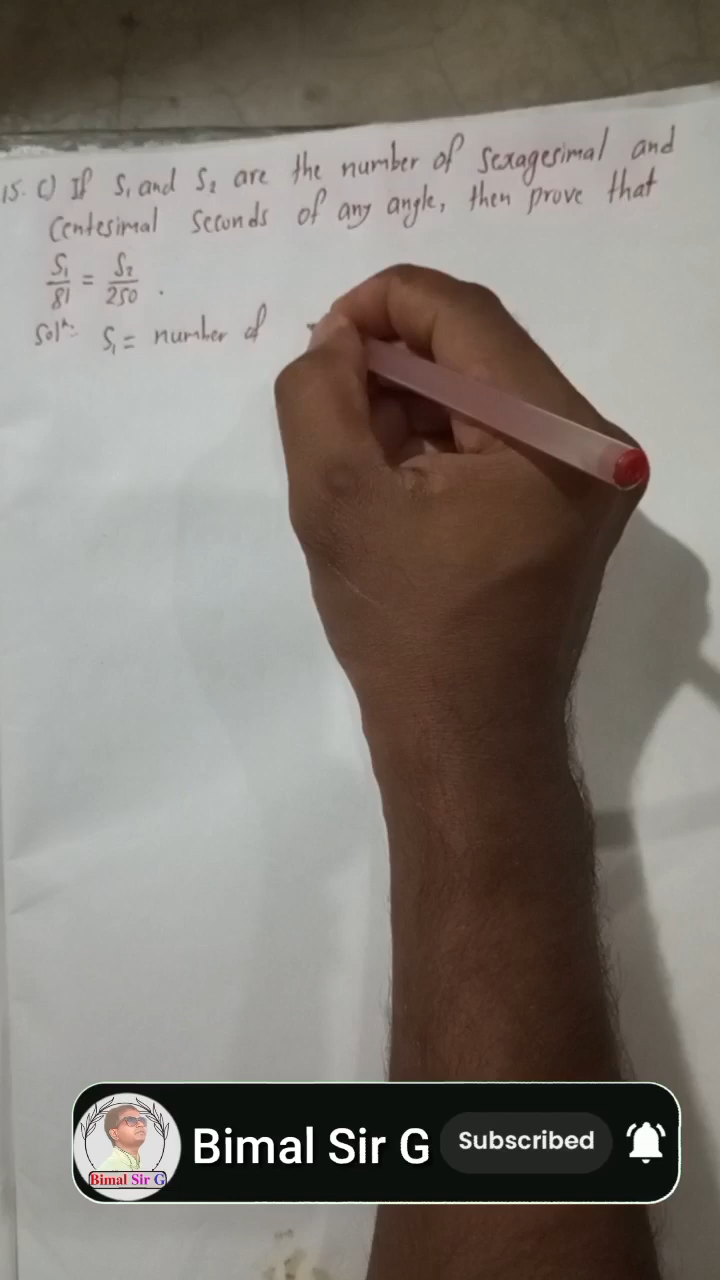 15. c) If S₁ and S₂ are the number of sexagesimal and
Centesimal Seconds of any angle, then prove that
S₁/81 = S₂/250 .
Solⁿ: S₁ = number of
Bimal Sir G
Subscribed
Bimal Sir G